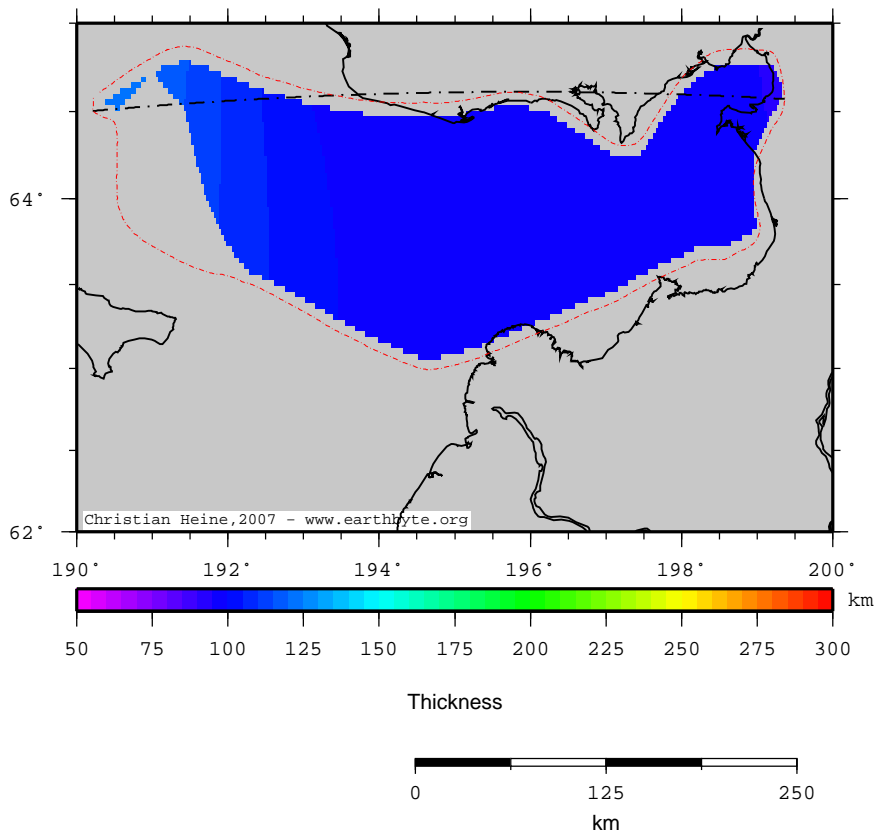 64°
62°
Christian Heine,2007 - www.earthbyte.org
190° 192° 194° 196° 198° 200°
km
50 75 100 125 150 175 200 225 250 275 300
Thickness
0 125 250
km